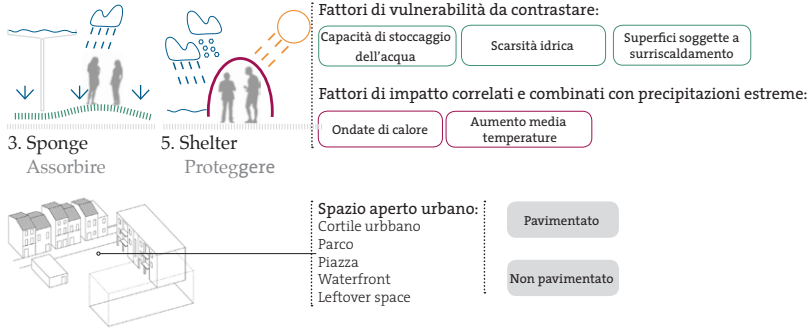 Fattori di vulnerabilità da contrastare:
Capacità di stoccaggio
dell'acqua
Scarsità idrica
Superfici soggette a
surriscaldamento
Fattori di impatto correlati e combinati con precipitazioni estreme:
Ondate di calore
Aumento media
temperature
3. Sponge
Assorbire
5. Shelter
Proteggere
Spazio aperto urbano:
Cortile urbbano
Parco
Piazza
Waterfront
Leftover space
Pavimentato
Non pavimentato